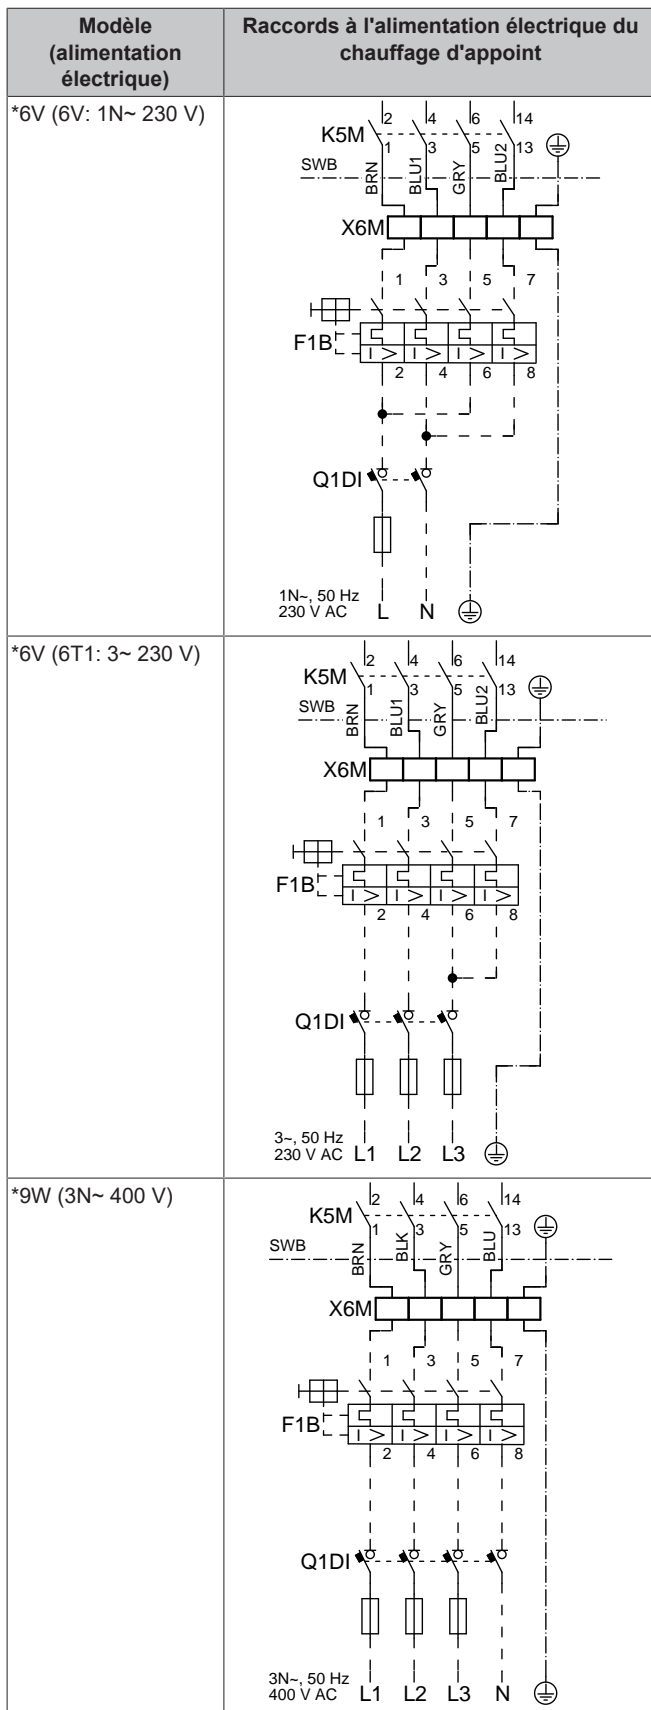 Modèle
(alimentation
électrique)
Raccords à l'alimentation électrique du
chauffage d'appoint
*6V (6V: 1N~ 230 V)
2 4 6 14
K5M
1 3 5 13
SWB
BRN BLU1 GRY BLU2
X6M
1 3 5 7
F1B
I > I > I > I >
2 4 6 8
Q1DI
1N~, 50 Hz
230 V AC
L N
*6V (6T1: 3~ 230 V)
2 4 6 14
K5M
1 3 5 13
SWB
BRN BLU1 GRY BLU2
X6M
1 3 5 7
F1B
I > I > I > I >
2 4 6 8
Q1DI
3~, 50 Hz
230 V AC
L1 L2 L3
*9W (3N~ 400 V)
2 4 6 14
K5M
1 3 5 13
SWB
BRN BLK GRY BLU
X6M
1 3 5 7
F1B
I > I > I > I >
2 4 6 8
Q1DI
3N~, 50 Hz
400 V AC
L1 L2 L3 N